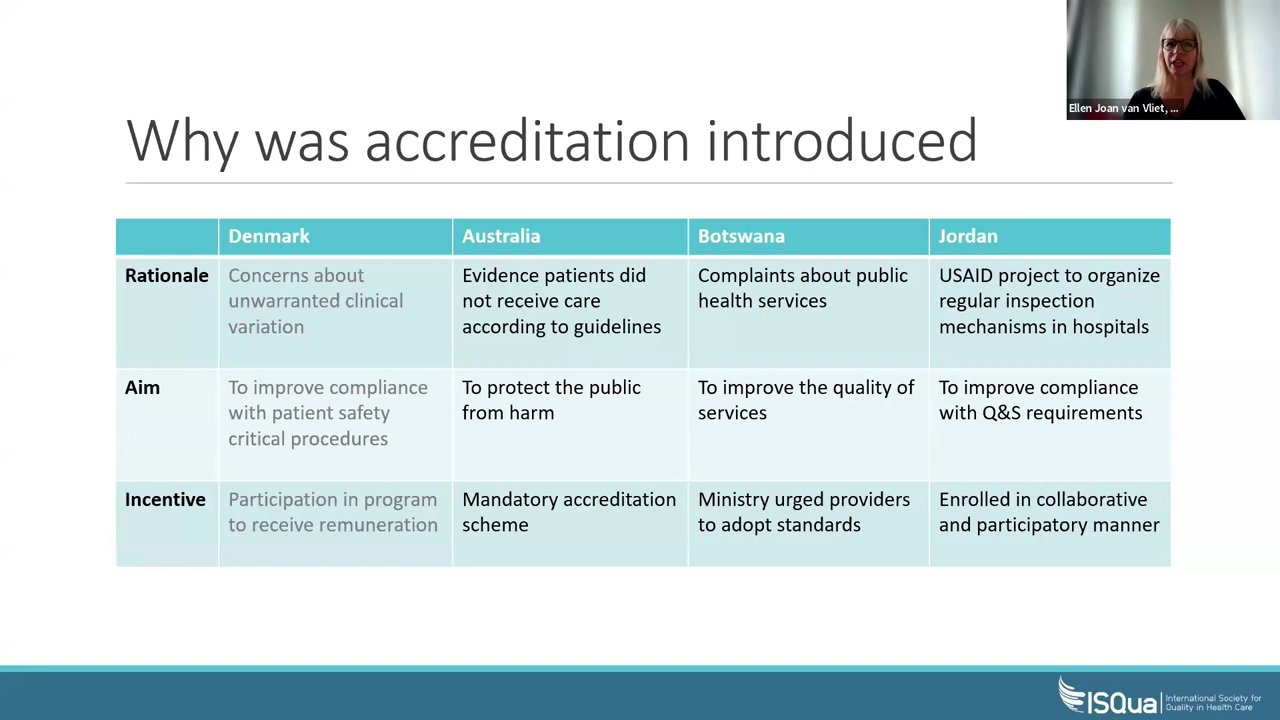 Ellen Joan van Vliet, ...
Why was accreditation introduced
Denmark
Australia
Botswana
Jordan
Rationale
Concerns about
unwarranted clinical
variation
Evidence patients did
not receive care
according to guidelines
Complaints about public
health services
USAID project to organize
regular inspection
mechanisms in hospitals
Aim
To improve compliance
with patient safety
critical procedures
To protect the public
from harm
To improve the quality of
services
To improve compliance
with Q&S requirements
Incentive
Participation in program
to receive remuneration
Mandatory accreditation
scheme
Ministry urged providers
to adopt standards
Enrolled in collaborative
and participatory manner
ISQua
International Society for
Quality in Health Care